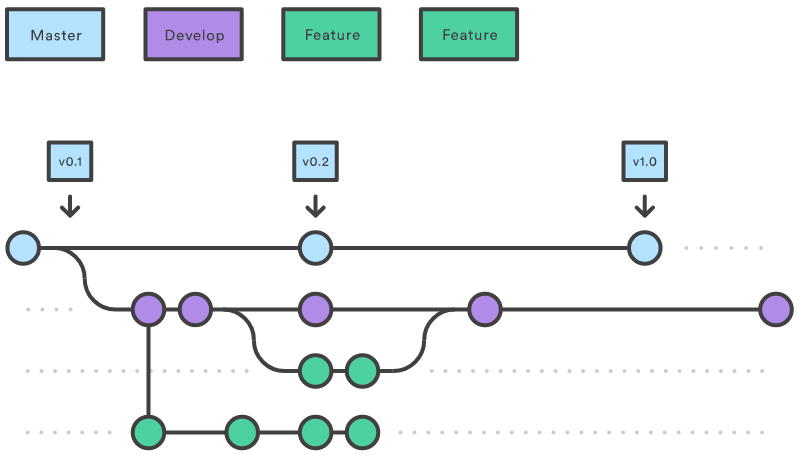 Master
Develop
Feature
Feature
v0.1
v0.2
v1.0